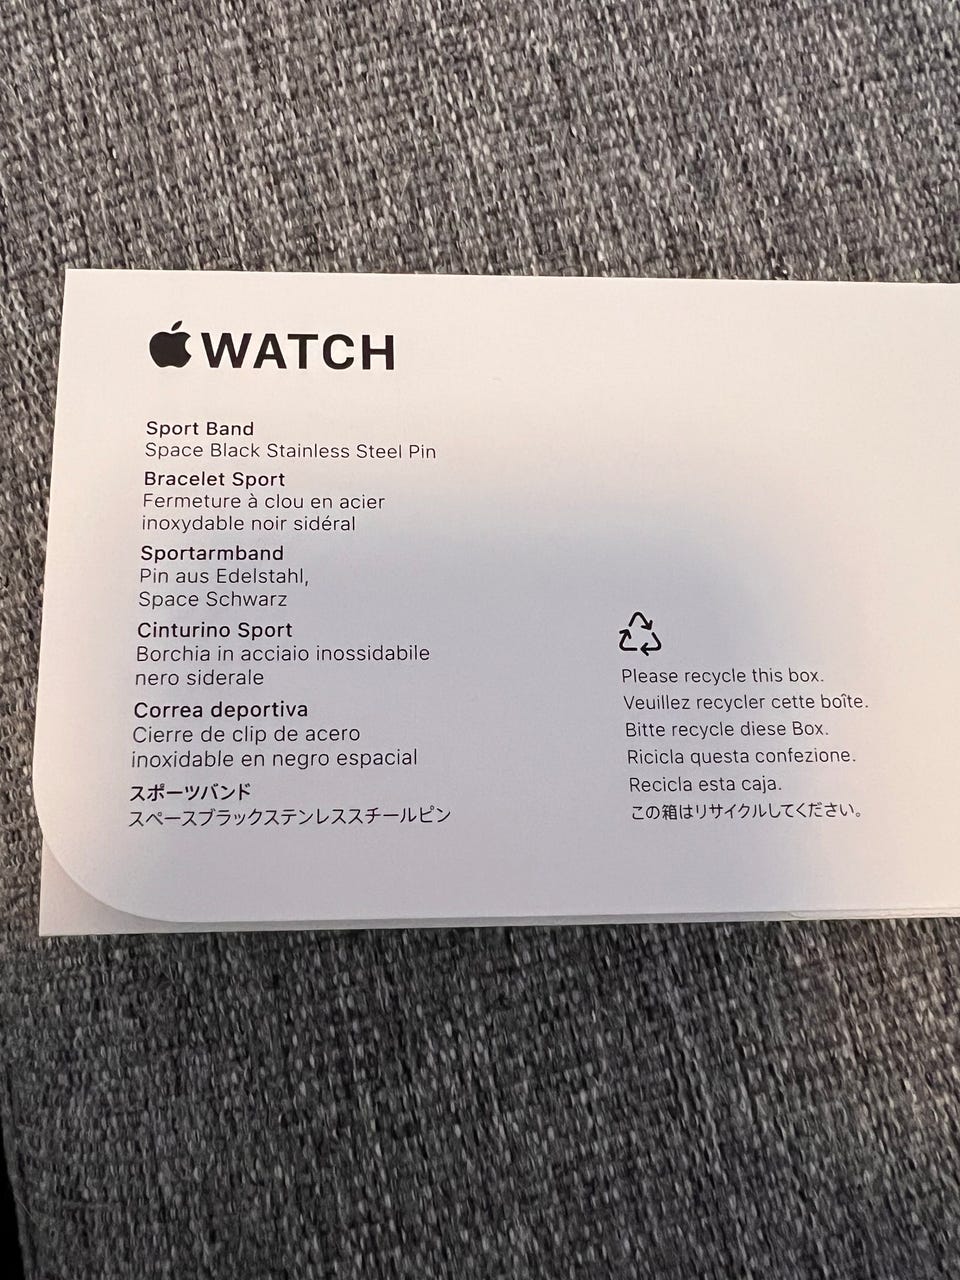 WATCH
Sport Band
Space Black Stainless Steel Pin
Bracelet Sport
Fermeture à clou en acier
inoxydable noir sidéral
Sportarmband
Pin aus Edelstahl,
Space Schwarz
Cinturino Sport
Borchia in acciaio inossidabile
nero siderale
Correa deportiva
Cierre de clip de acero
inoxidable en negro espacial
スポーツバンド
スペースブラックステンレススチールピン
Please recycle this box.
Veuillez recycler cette boîte.
Bitte recycle diese Box.
Ricicla questa confezione.
Recicla esta caja.
この箱はリサイクルしてください。